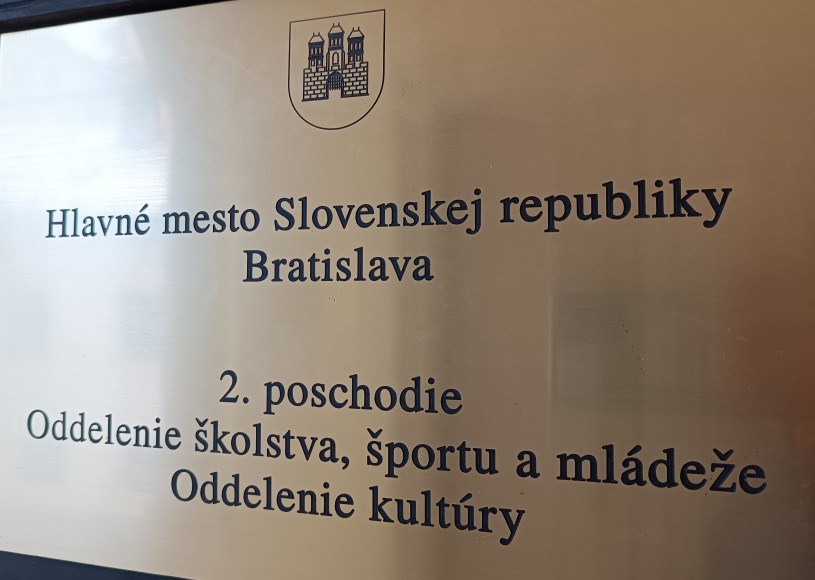 Hlavné mesto Slovenskej republiky
Bratislava
2. poschodie
Oddelenie školstva, športu a mládeže
Oddelenie kultúry